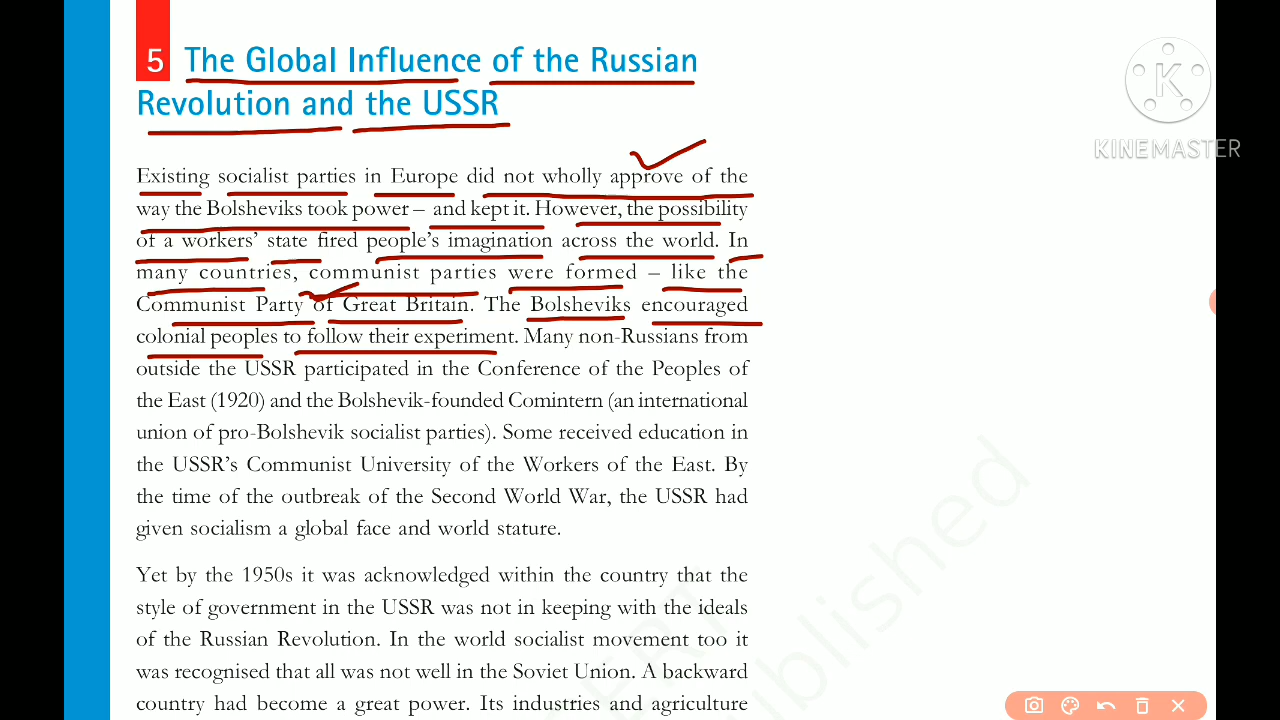 5 The Global Influence of the Russian
Revolution and the USSR
KINEMASTER
Existing socialist parties in Europe did not wholly approve of the
way the Bolsheviks took power – and kept it. However, the possibility
of a workers' state fired people's imagination across the world. In
many countries, communist parties were formed – like the
Communist Party of Great Britain. The Bolsheviks encouraged
colonial peoples to follow their experiment. Many non-Russians from
outside the USSR participated in the Conference of the Peoples of
the East (1920) and the Bolshevik-founded Comintern (an international
union of pro-Bolshevik socialist parties). Some received education in
the USSR's Communist University of the Workers of the East. By
the time of the outbreak of the Second World War, the USSR had
given socialism a global face and world stature.
Yet by the 1950s it was acknowledged within the country that the
style of government in the USSR was not in keeping with the ideals
of the Russian Revolution. In the world socialist movement too it
was recognised that all was not well in the Soviet Union. A backward
country had become a great power. Its industries and agriculture